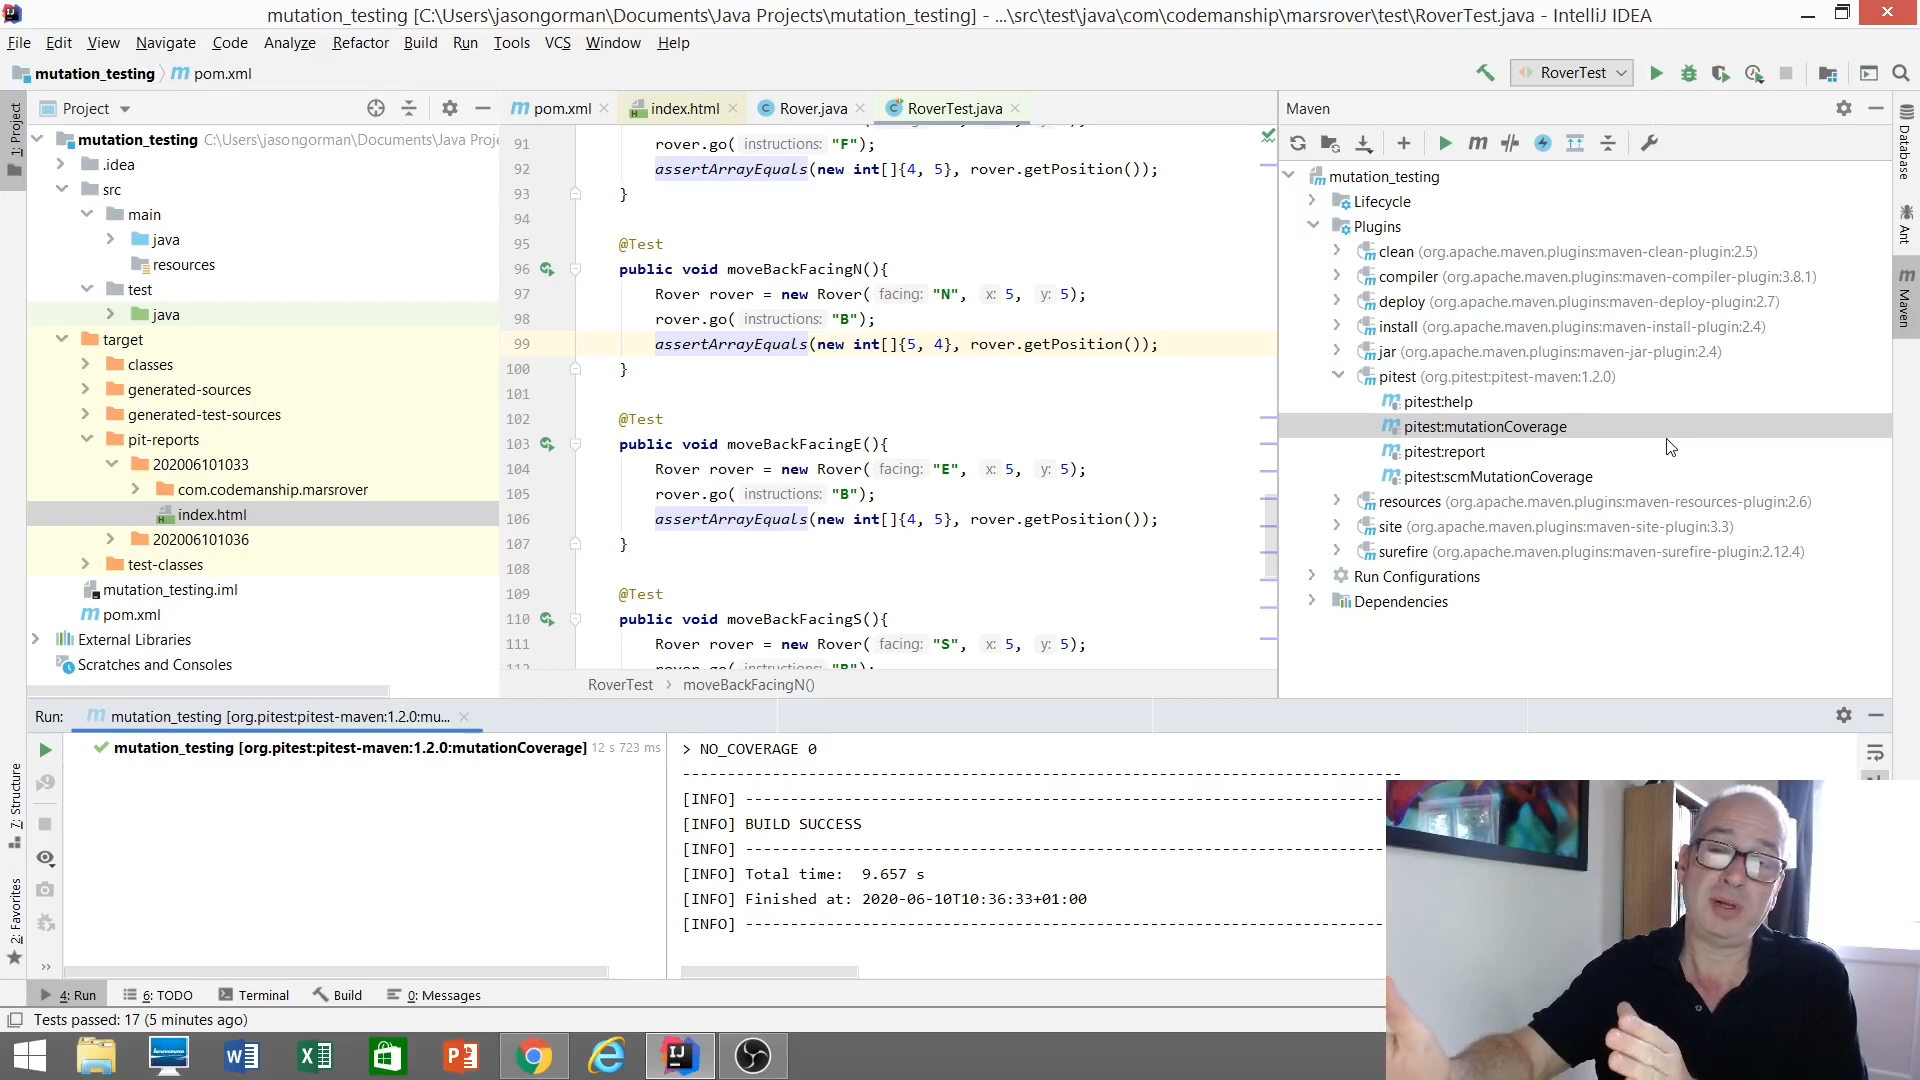 mutation_testing [C:\Users\jasongorman\Documents\Java Projects\mutation_testing] - ...\src\test\java\com\codemanship\marsrover\test\RoverTest.java - IntelliJ IDEA
File Edit View Navigate Code Analyze Refactor Build Run Tools VCS Window Help
mutation_testing pom.xml RoverTest
Project pom.xml index.html Rover.java RoverTest.java Maven
1: Project
mutation_testing C:\Users\jasongorman\Documents\Java Proje
.idea
src
main
java
resources
test
java
target
classes
generated-sources
generated-test-sources
pit-reports
202006101033
com.codemanship.marsrover
index.html
202006101036
test-classes
mutation_testing.iml
pom.xml
External Libraries
Scratches and Consoles
91 rover.go( instructions: "F");
92 assertArrayEquals(new int[]{4, 5}, rover.getPosition());
93 }
94
95 @Test
96 public void moveBackFacingN(){
97 Rover rover = new Rover( facing: "N", x: 5, y: 5);
98 rover.go( instructions: "B");
99 assertArrayEquals(new int[]{5, 4}, rover.getPosition());
100 }
101
102 @Test
103 public void moveBackFacingE(){
104 Rover rover = new Rover( facing: "E", x: 5, y: 5);
105 rover.go( instructions: "B");
106 assertArrayEquals(new int[]{4, 5}, rover.getPosition());
107 }
108
109 @Test
110 public void moveBackFacingS(){
111 Rover rover = new Rover( facing: "S", x: 5, y: 5);
112 rover.go( instructions: "B");
RoverTest moveBackFacingN()
mutation_testing
Lifecycle
Plugins
clean (org.apache.maven.plugins:maven-clean-plugin:2.5)
compiler (org.apache.maven.plugins:maven-compiler-plugin:3.8.1)
deploy (org.apache.maven.plugins:maven-deploy-plugin:2.7)
install (org.apache.maven.plugins:maven-install-plugin:2.4)
jar (org.apache.maven.plugins:maven-jar-plugin:2.4)
pitest (org.pitest:pitest-maven:1.2.0)
pitest:help
pitest:mutationCoverage
pitest:report
pitest:scmMutationCoverage
resources (org.apache.maven.plugins:maven-resources-plugin:2.6)
site (org.apache.maven.plugins:maven-site-plugin:3.3)
surefire (org.apache.maven.plugins:maven-surefire-plugin:2.12.4)
Run Configurations
Dependencies
Database
Ant
Maven
Run: mutation_testing [org.pitest:pitest-maven:1.2.0:mu...
mutation_testing [org.pitest:pitest-maven:1.2.0:mutationCoverage] 12 s 723 ms
> NO_COVERAGE 0
--------------------------------------------------------------------------------
[INFO] ------------------------------------------------------------------------
[INFO] BUILD SUCCESS
[INFO] ------------------------------------------------------------------------
[INFO] Total time: 9.657 s
[INFO] Finished at: 2020-06-10T10:36:33+01:00
[INFO] ------------------------------------------------------------------------
7: Structure
2: Favorites
4: Run 6: TODO Terminal Build 0: Messages
Tests passed: 17 (5 minutes ago)